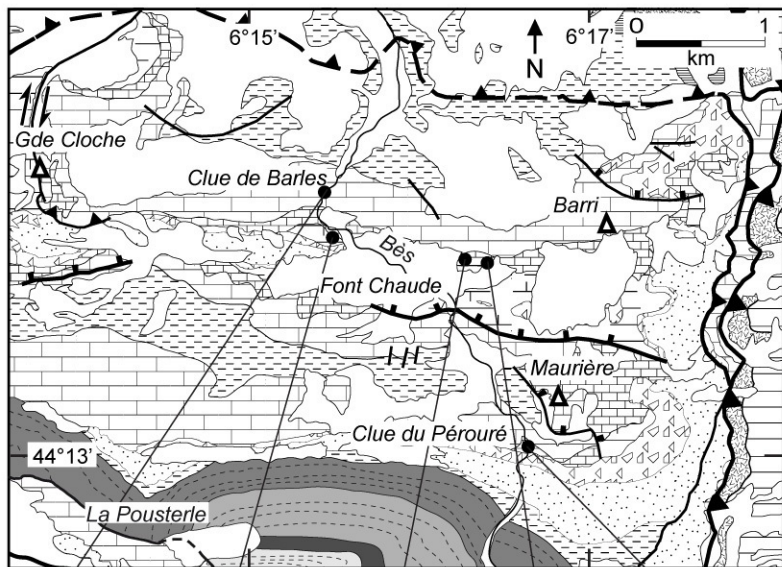 6°15'
6°17'
0 1
km
N
Gde Cloche
Clue de Barles
Barri
Bès
Font Chaude
Maurière
Clue du Pérouré
44°13'
La Pousterle